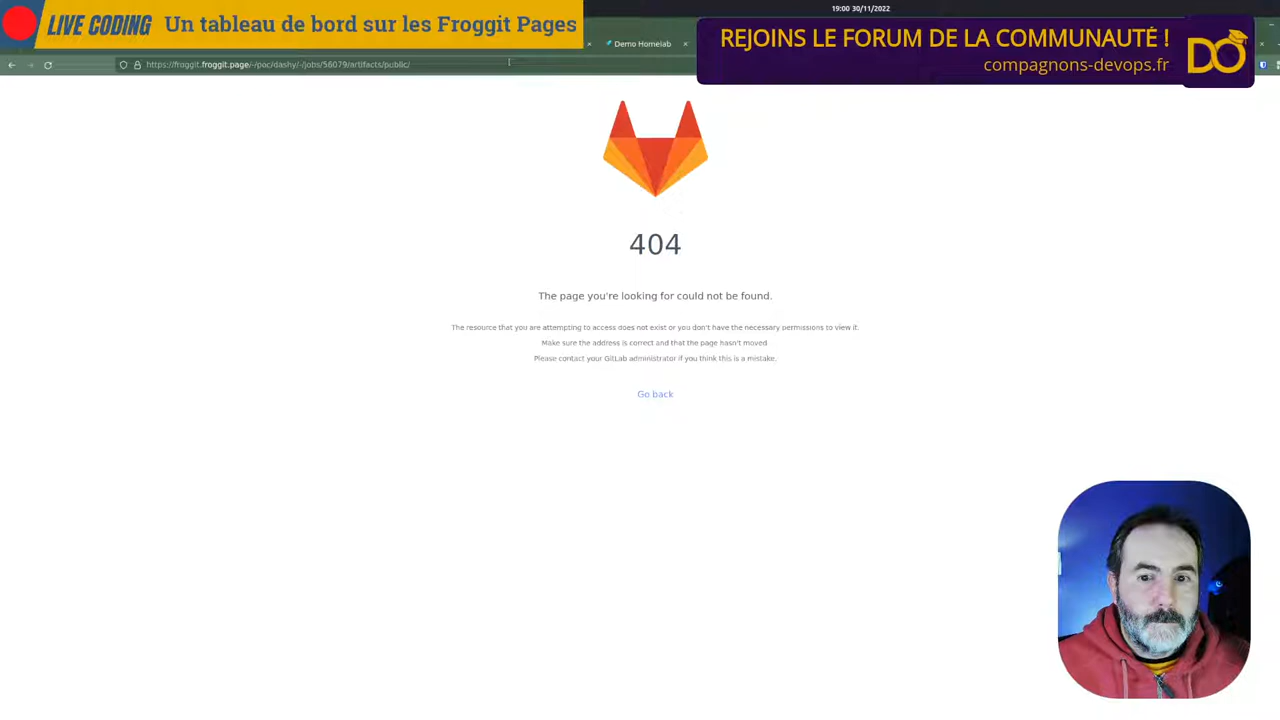 19:00 30/11/2022
LIVE CODING Un tableau de bord sur les Froggit Pages
Demo Homelab
REJOINS LE FORUM DE LA COMMUNAUTÉ !
compagnons-devops.fr
DO
https://froggit.froggit.page/-/poc/dashy/-/jobs/56079/artifacts/public/
404
The page you're looking for could not be found.
The resource that you are attempting to access does not exist or you don't have the necessary permissions to view it.
Make sure the address is correct and that the page hasn't moved.
Please contact your GitLab administrator if you think this is a mistake.
Go back